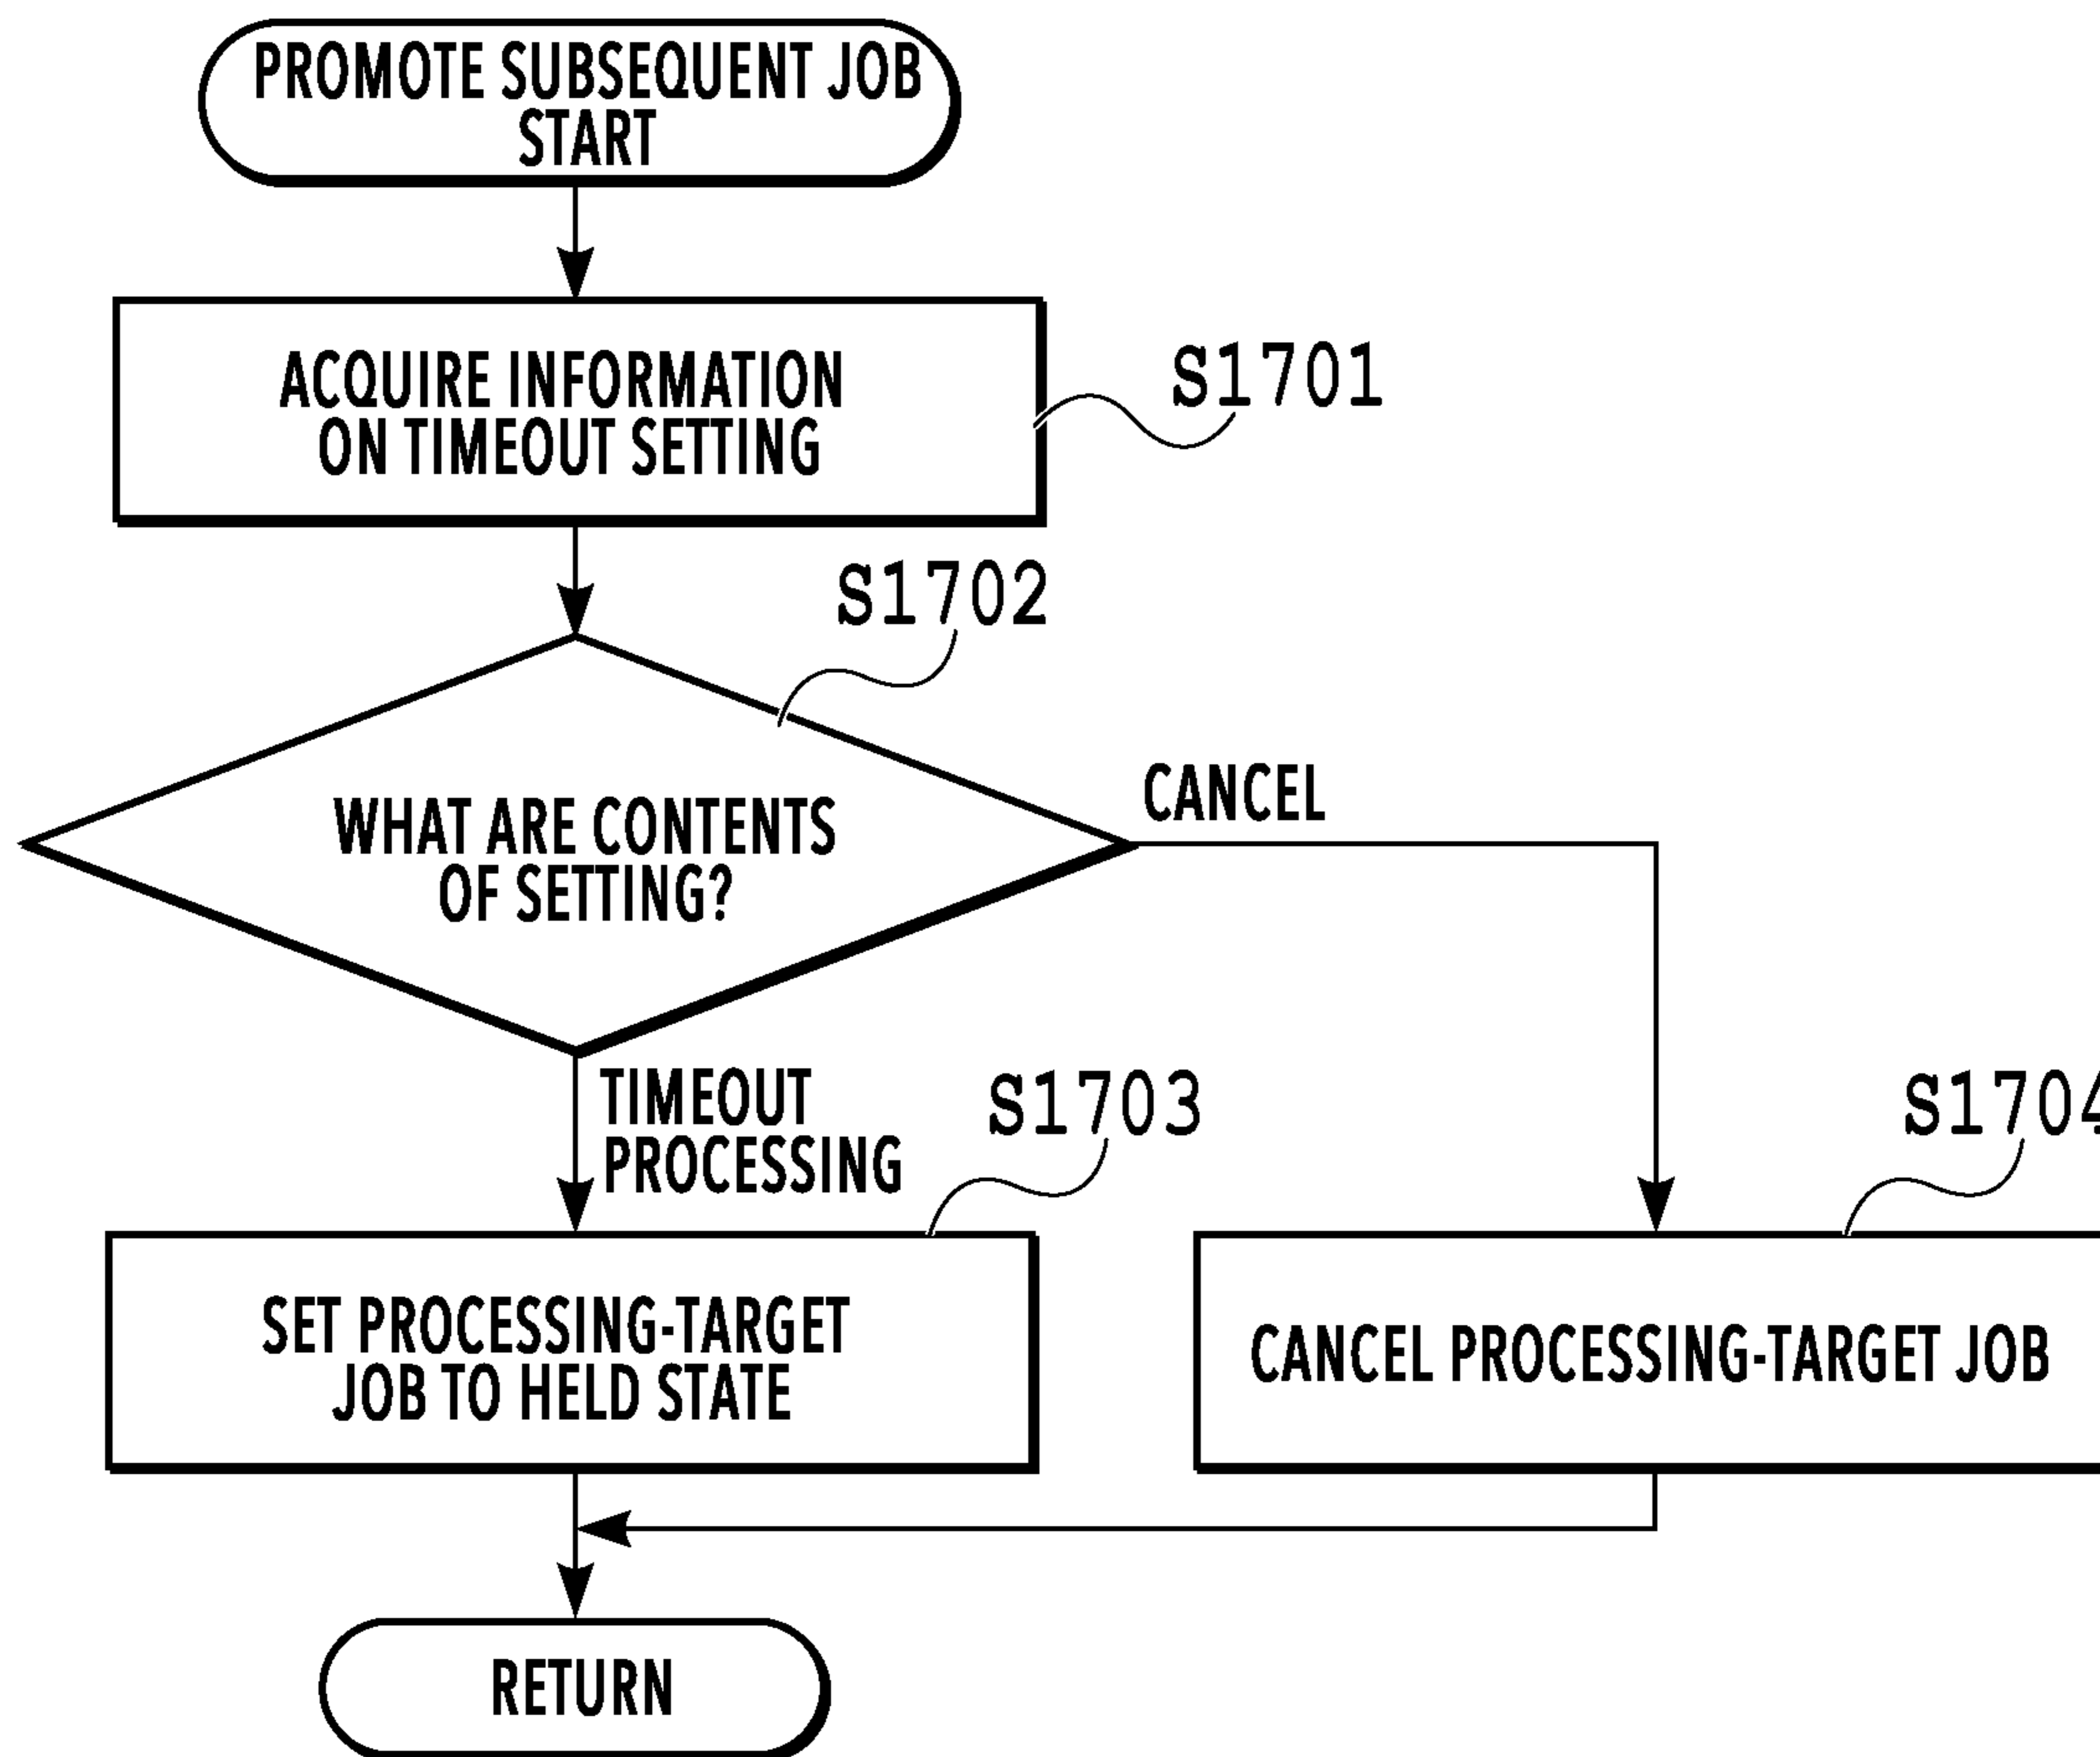 PROMOTE SUBSEQUENT JOB
START
ACQUIRE INFORMATION
ON TIMEOUT SETTING
S1701
S1702
WHAT ARE CONTENTS
OF SETTING?
CANCEL
TIMEOUT
PROCESSING
S1703
S1704
SET PROCESSING-TARGET
JOB TO HELD STATE
CANCEL PROCESSING-TARGET JOB
RETURN